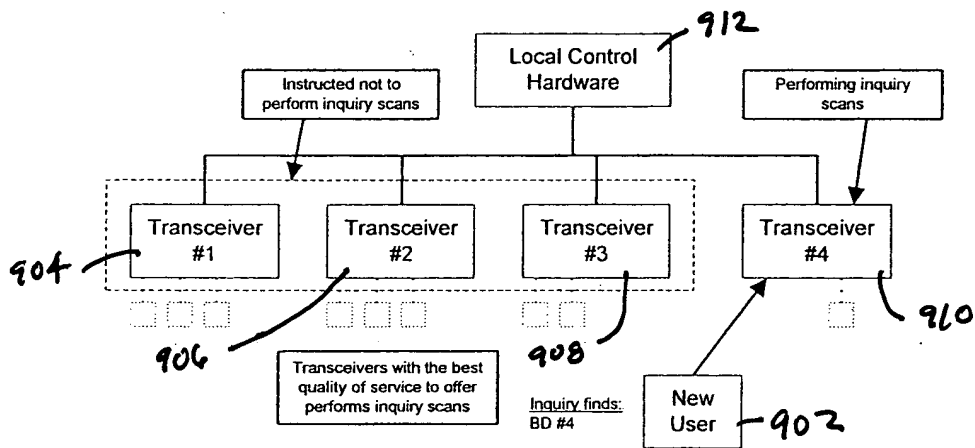 912
Local Control
Hardware
Instructed not to
perform inquiry scans
Performing inquiry
scans
Transceiver
#1
Transceiver
#2
Transceiver
#3
Transceiver
#4
904
906
908
910
Transceivers with the best
quality of service to offer
performs inquiry scans
Inquiry finds:
BD #4
New
User
902